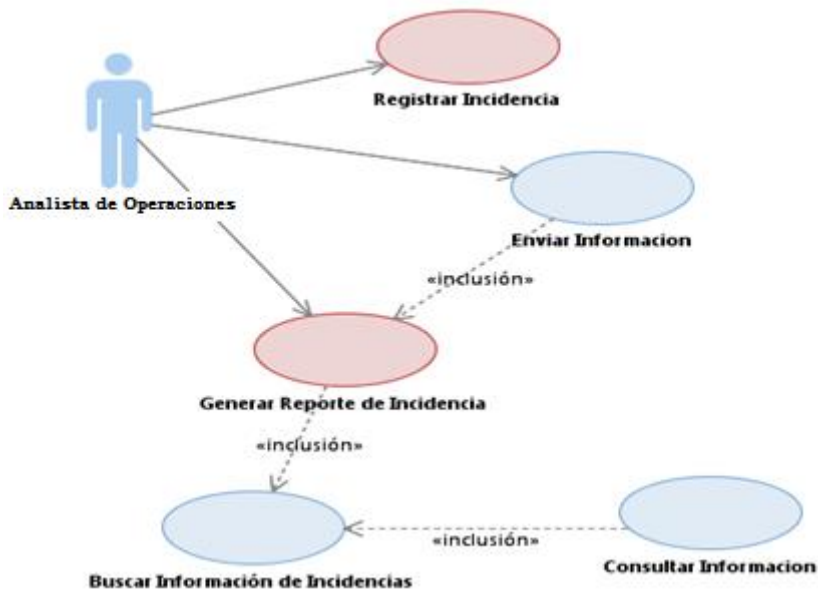 Registrar Incidencia
Analista de Operaciones
Enviar Informacion
«inclusión»
Generar Reporte de Incidencia
«inclusión»
«inclusión»
Consultar Informacion
Buscar Información de Incidencias